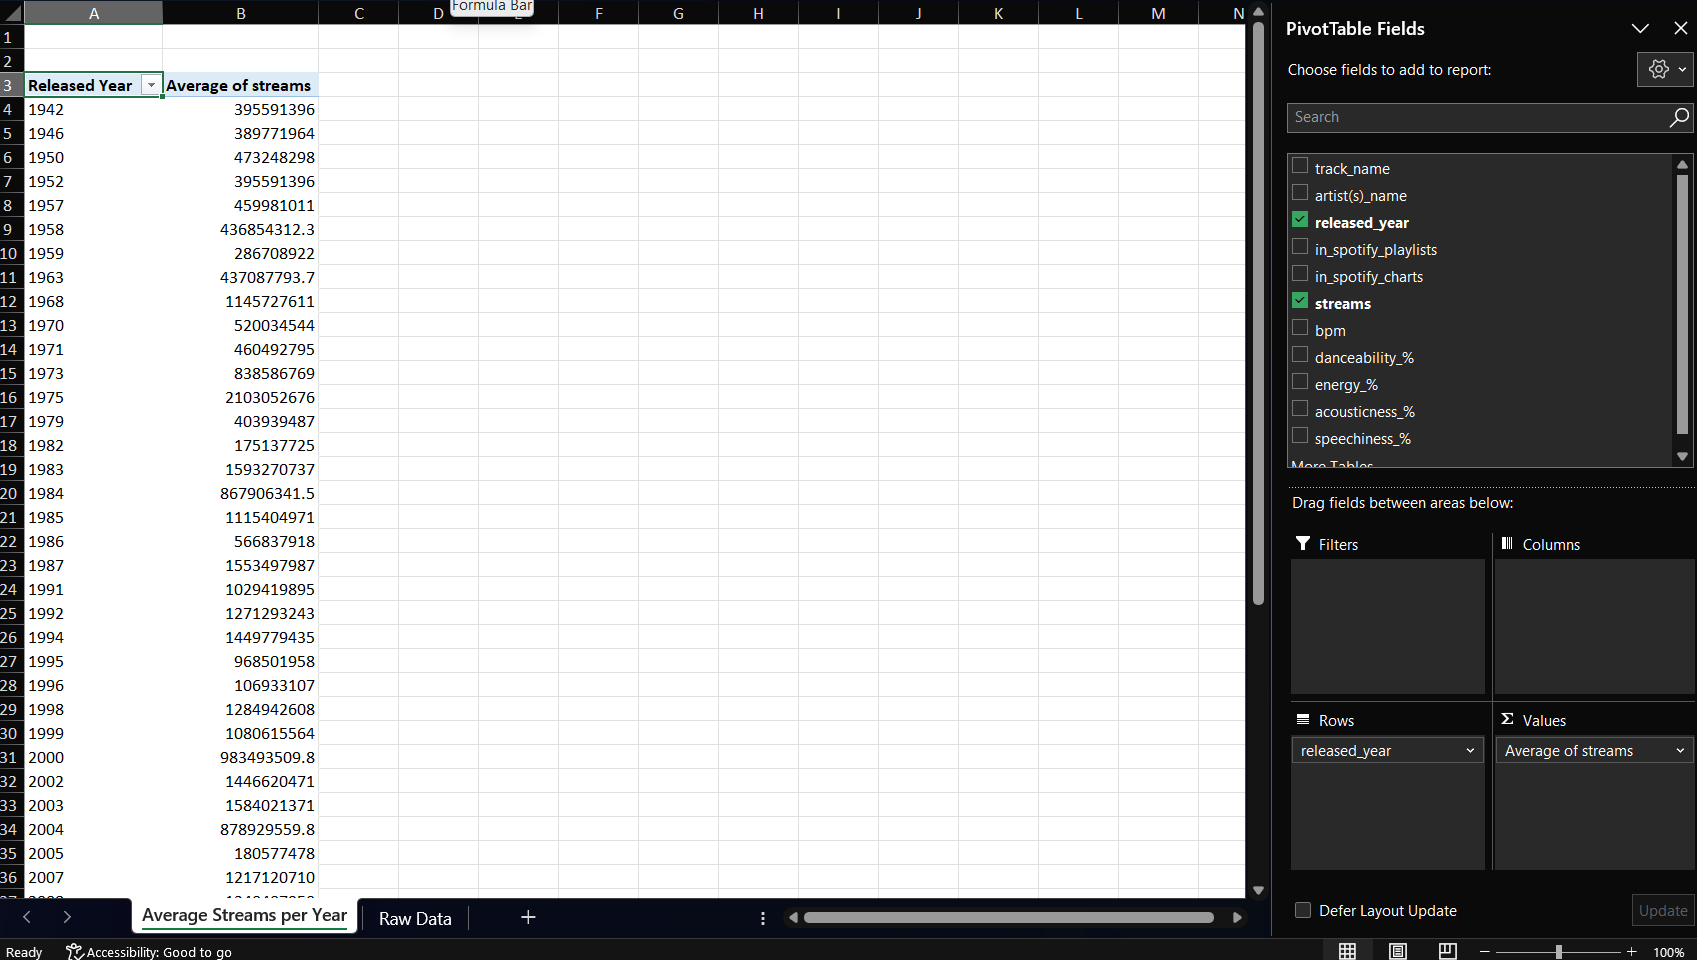 Formula Bar
A B C D E F G H I J K L M N
1
2
3 Released Year Average of streams
4 1942 395591396
5 1946 389771964
6 1950 473248298
7 1952 395591396
8 1957 459981011
9 1958 436854312.3
10 1959 286708922
11 1963 437087793.7
12 1968 1145727611
13 1970 520034544
14 1971 460492795
15 1973 838586769
16 1975 2103052676
17 1979 403939487
18 1982 175137725
19 1983 1593270737
20 1984 867906341.5
21 1985 1115404971
22 1986 566837918
23 1987 1553497987
24 1991 1029419895
25 1992 1271293243
26 1994 1449779435
27 1995 968501958
28 1996 106933107
29 1998 1284942608
30 1999 1080615564
31 2000 983493509.8
32 2002 1446620471
33 2003 1584021371
34 2004 878929559.8
35 2005 180577478
36 2007 1217120710
Average Streams per Year Raw Data
Ready Accessibility: Good to go
PivotTable Fields
Choose fields to add to report:
Search
track_name
artist(s)_name
released_year
in_spotify_playlists
in_spotify_charts
streams
bpm
danceability_%
energy_%
acousticness_%
speechiness_%
More Tables
Drag fields between areas below:
Filters Columns
Rows Values
released_year Average of streams
Defer Layout Update Update
100%